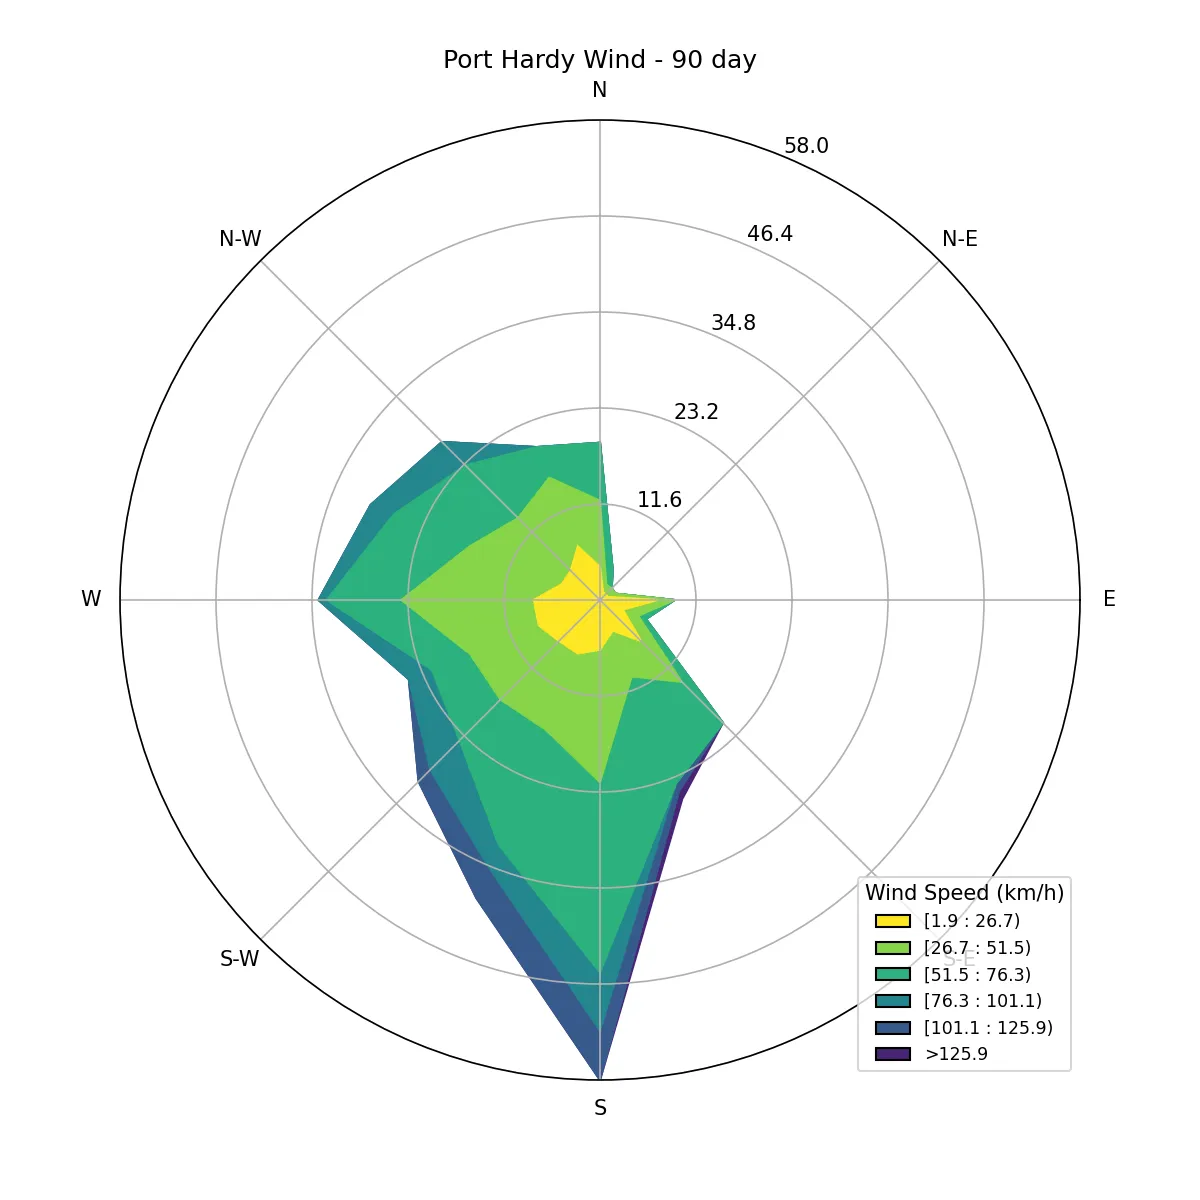 Port Hardy Wind - 90 day
N
58.0
46.4
N-W
N-E
34.8
23.2
11.6
W
E
Wind Speed (km/h)
[1.9 : 26.7)
[26.7 : 51.5)
S-W
S-E
[51.5 : 76.3)
[76.3 : 101.1)
[101.1 : 125.9)
>125.9
S